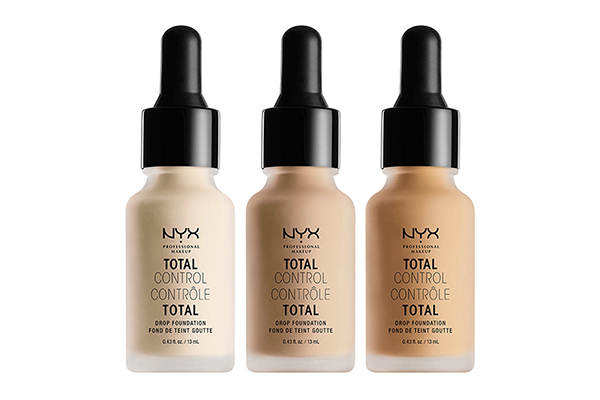 NYX
PROFESSIONAL
MAKEUP
TOTAL
CONTROL
CONTRÔLE
TOTAL
DROP FOUNDATION
FOND DE TEINT GOUTTE
0.43 fl. oz. / 13 mL
NYX
PROFESSIONAL
MAKEUP
TOTAL
CONTROL
CONTRÔLE
TOTAL
DROP FOUNDATION
FOND DE TEINT GOUTTE
0.43 fl. oz. / 13 mL
NYX
PROFESSIONAL
MAKEUP
TOTAL
CONTROL
CONTRÔLE
TOTAL
DROP FOUNDATION
FOND DE TEINT GOUTTE
0.43 fl. oz. / 13 mL